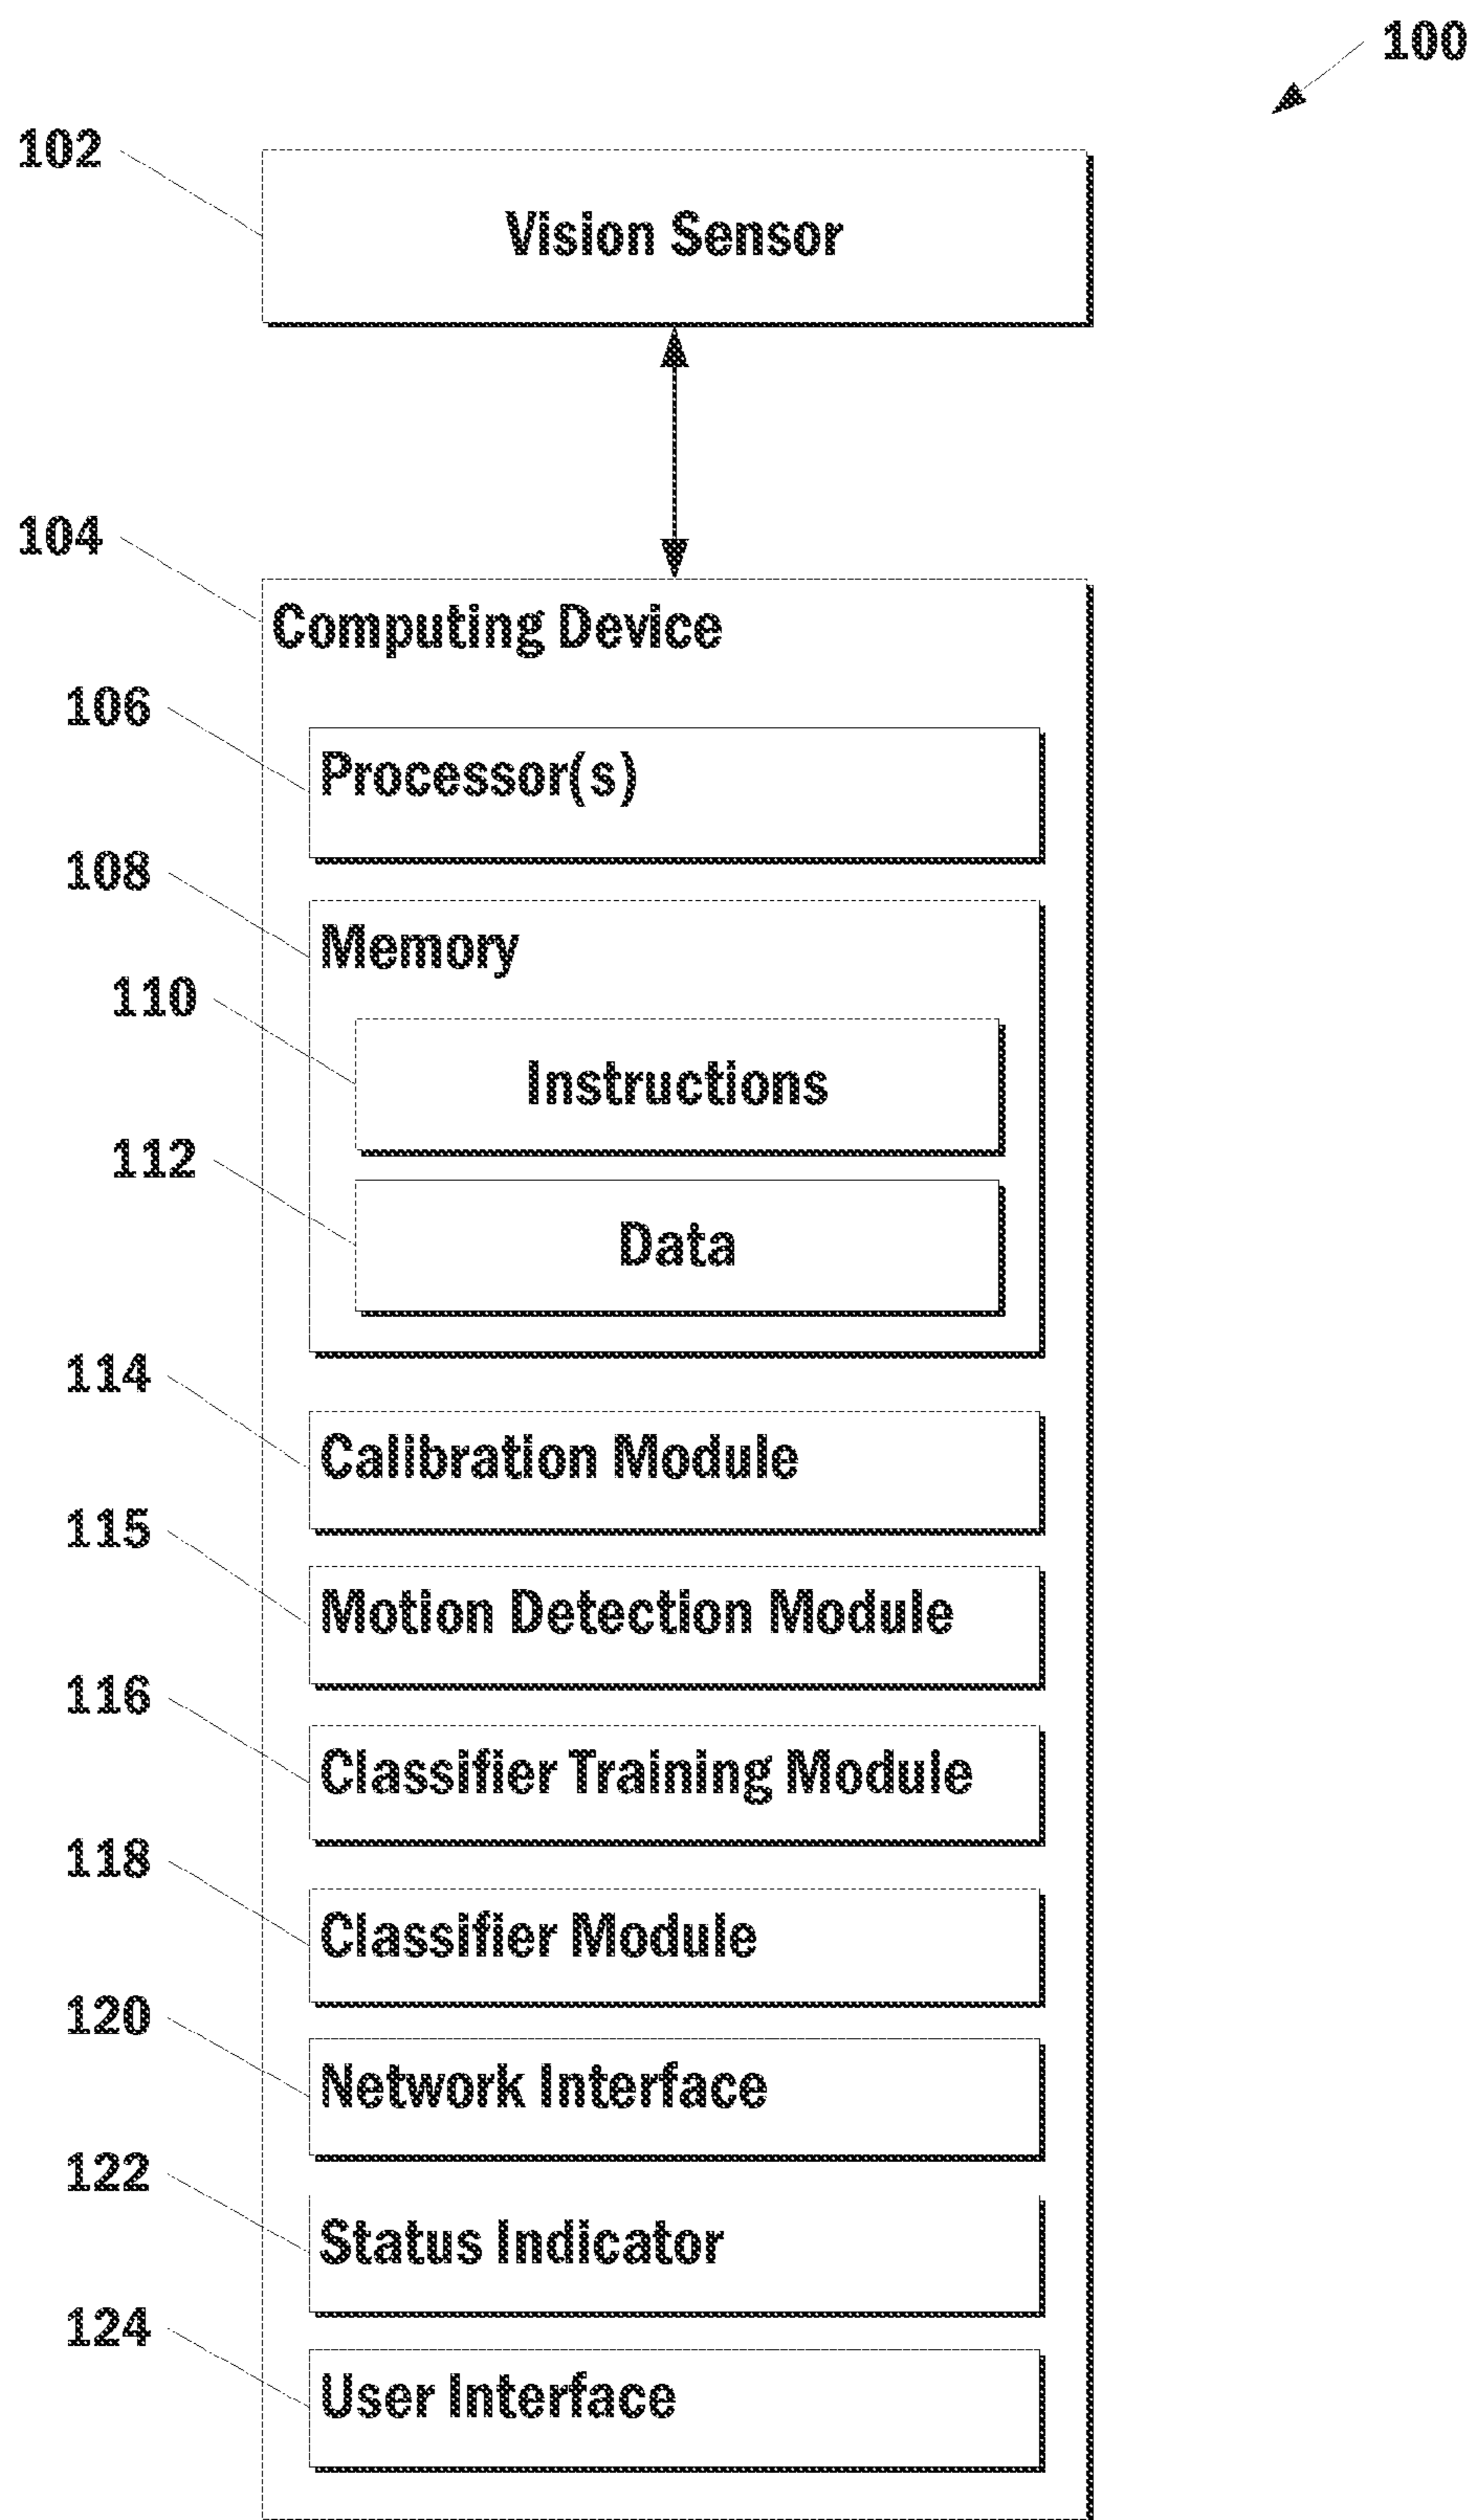 100
102
Vision Sensor
104
Computing Device
106
Processor(s)
108
Memory
110
Instructions
112
Data
114
Calibration Module
115
Motion Detection Module
116
Classifier Training Module
118
Classifier Module
120
Network Interface
122
Status Indicator
124
User Interface